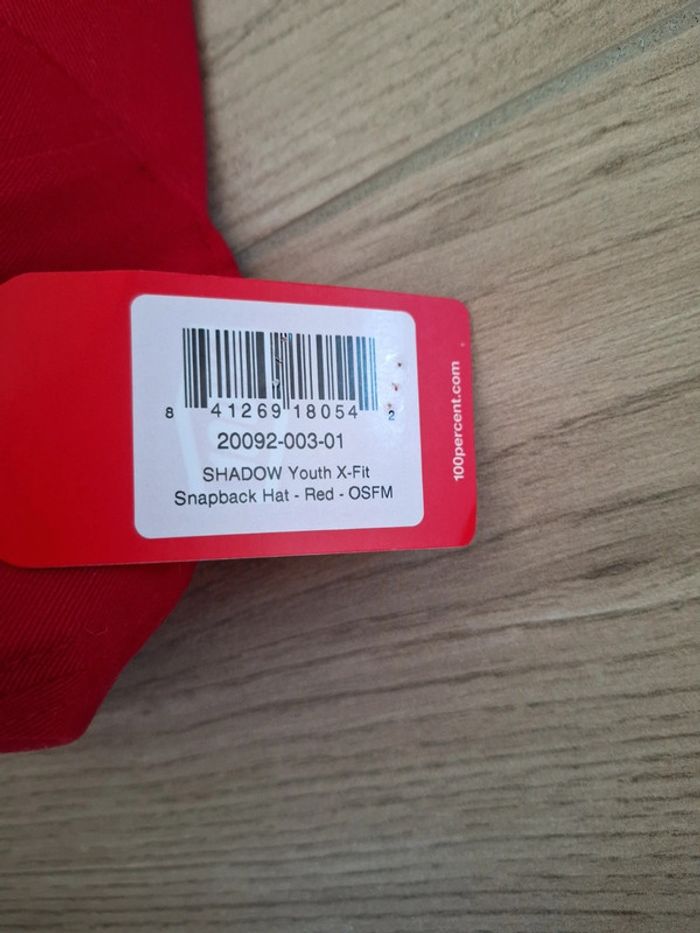 8 41269 18054 2
20092-003-01
SHADOW Youth X-Fit
Snapback Hat - Red - OSFM
100percent.com